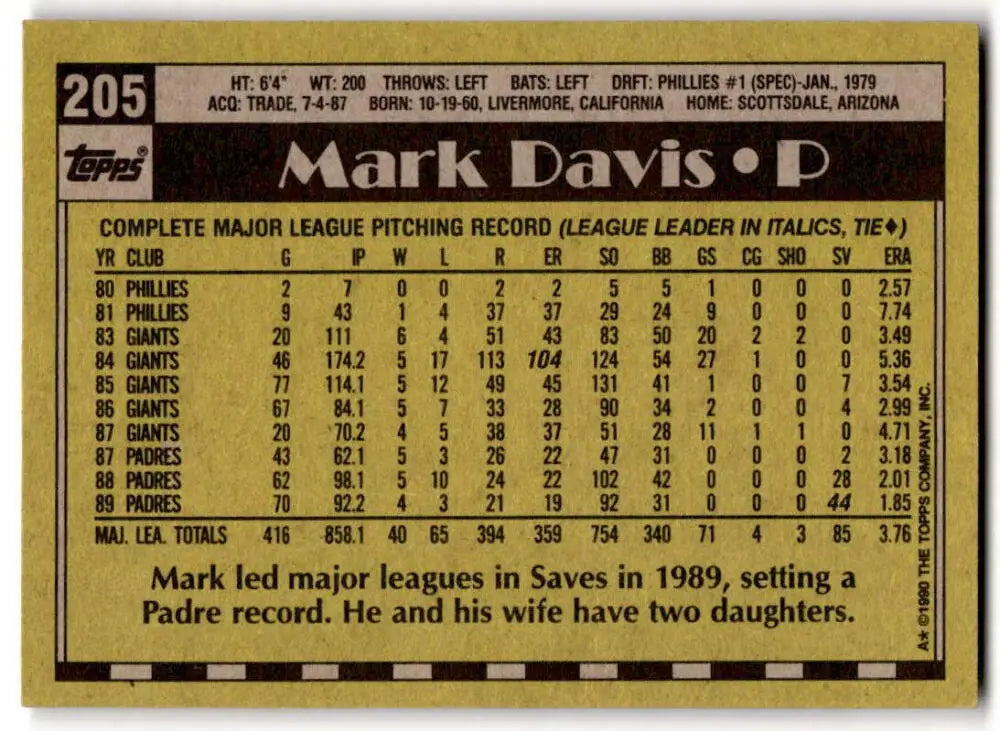 205
HT: 6'4" WT: 200 THROWS: LEFT BATS: LEFT DRFT: PHILLIES #1 (SPEC)-JAN., 1979
ACQ: TRADE, 7-4-87 BORN: 10-19-60, LIVERMORE, CALIFORNIA HOME: SCOTTSDALE, ARIZONA
Topps®
Mark Davis • P
COMPLETE MAJOR LEAGUE PITCHING RECORD (LEAGUE LEADER IN ITALICS, TIE♦)
YR CLUB G IP W L R ER SO BB GS CG SHO SV ERA
80 PHILLIES 2 7 0 0 2 2 5 5 1 0 0 0 2.57
81 PHILLIES 9 43 1 4 37 37 29 24 9 0 0 0 7.74
83 GIANTS 20 111 6 4 51 43 83 50 20 2 2 0 3.49
84 GIANTS 46 174.2 5 17 113 104 124 54 27 1 0 0 5.36
85 GIANTS 77 114.1 5 12 49 45 131 41 1 0 0 7 3.54
86 GIANTS 67 84.1 5 7 33 28 90 34 2 0 0 4 2.99
87 GIANTS 20 70.2 4 5 38 37 51 28 11 1 1 0 4.71
87 PADRES 43 62.1 5 3 26 22 47 31 0 0 0 2 3.18
88 PADRES 62 98.1 5 10 24 22 102 42 0 0 0 28 2.01
89 PADRES 70 92.2 4 3 21 19 92 31 0 0 0 44 1.85
MAJ. LEA. TOTALS 416 858.1 40 65 394 359 754 340 71 4 3 85 3.76
Mark led major leagues in Saves in 1989, setting a
Padre record. He and his wife have two daughters.
A★ ©1990 THE TOPPS COMPANY, INC.